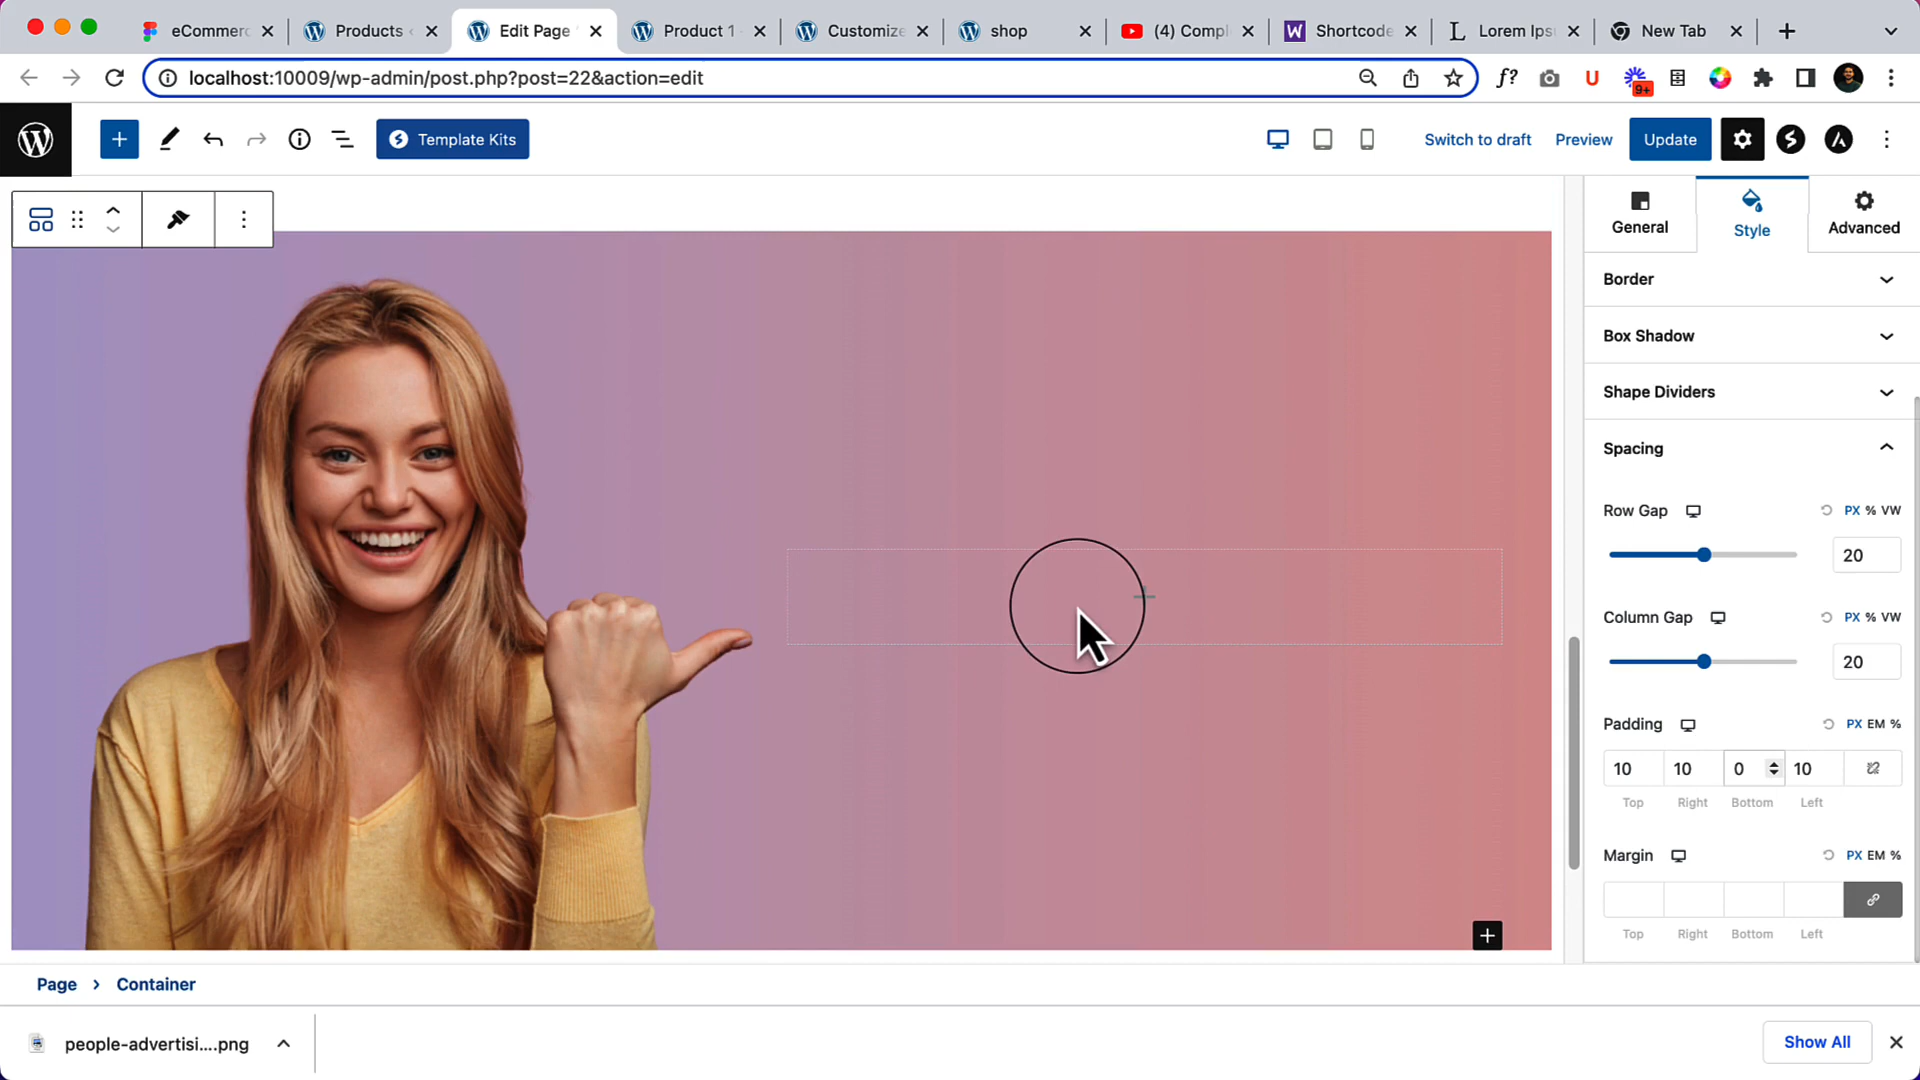 eCommerc
Products
Edit Page
Product 1 -
Customize
shop
(4) Compl
Shortcode
Lorem Ips
New Tab
localhost:10009/wp-admin/post.php?post=22&action=edit
f?
U
9+
Template Kits
Switch to draft
Preview
Update
General
Style
Advanced
Border
Box Shadow
Shape Dividers
Spacing
Row Gap
PX % VW
20
Column Gap
PX % VW
20
Padding
PX EM %
10 10 0 10
Top Right Bottom Left
Margin
PX EM %
Top Right Bottom Left
Page > Container
people-advertisi....png
Show All